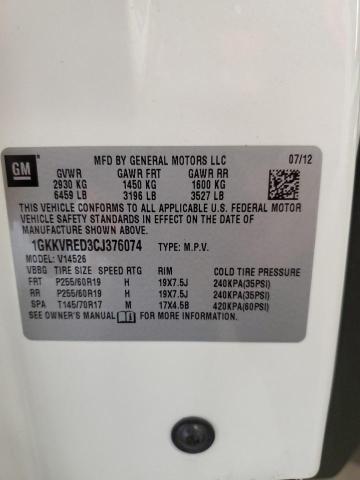 GM
MFD BY GENERAL MOTORS LLC 07/12
GVWR GAWR FRT GAWR RR
2930 KG 1450 KG 1600 KG
6459 LB 3196 LB 3527 LB
THIS VEHICLE CONFORMS TO ALL APPLICABLE U.S. FEDERAL MOTOR
VEHICLE SAFETY STANDARDS IN EFFECT ON THE DATE OF
MANUFACTURE SHOWN ABOVE.
1GKKVRED3CJ376074 TYPE: M.P.V.
MODEL: V14526
VBBG TIRE SIZE SPEED RTG RIM COLD TIRE PRESSURE
FRT P255/60R19 H 19X7.5J 240KPA(35PSI)
RR P255/60R19 H 19X7.5J 240KPA(35PSI)
SPA T145/70R17 M 17X4.5B 420KPA(60PSI)
SEE OWNER'S MANUAL FOR MORE INFORMATION.